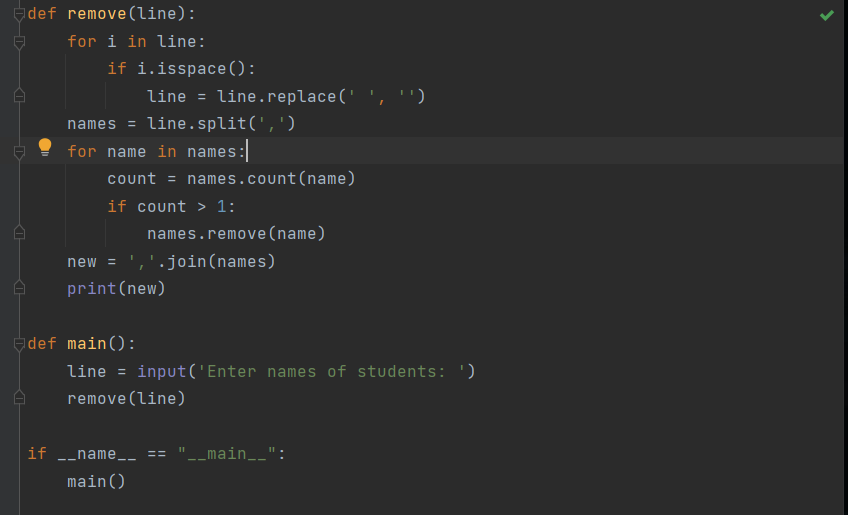 def remove(line):
    for i in line:
        if i.isspace():
            line = line.replace(' ', '')
    names = line.split(',')
    for name in names:
        count = names.count(name)
        if count > 1:
            names.remove(name)
    new = ','.join(names)
    print(new)

def main():
    line = input('Enter names of students: ')
    remove(line)

if __name__ == "__main__":
    main()